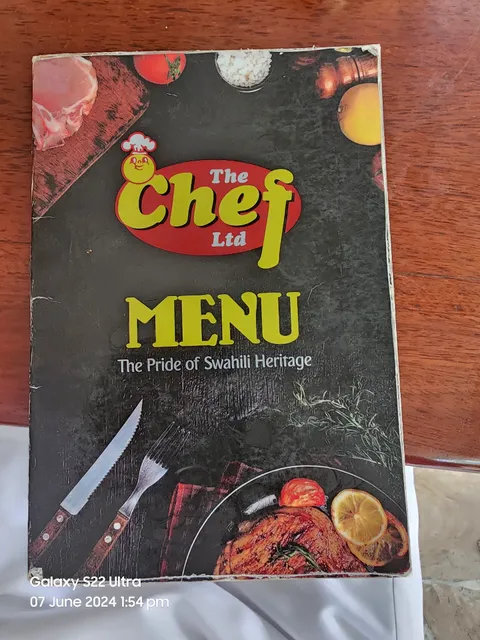 The
Chef
Ltd
MENU
The Pride of Swahili Heritage
Galaxy S22 Ultra
07 June 2024 1:54 pm